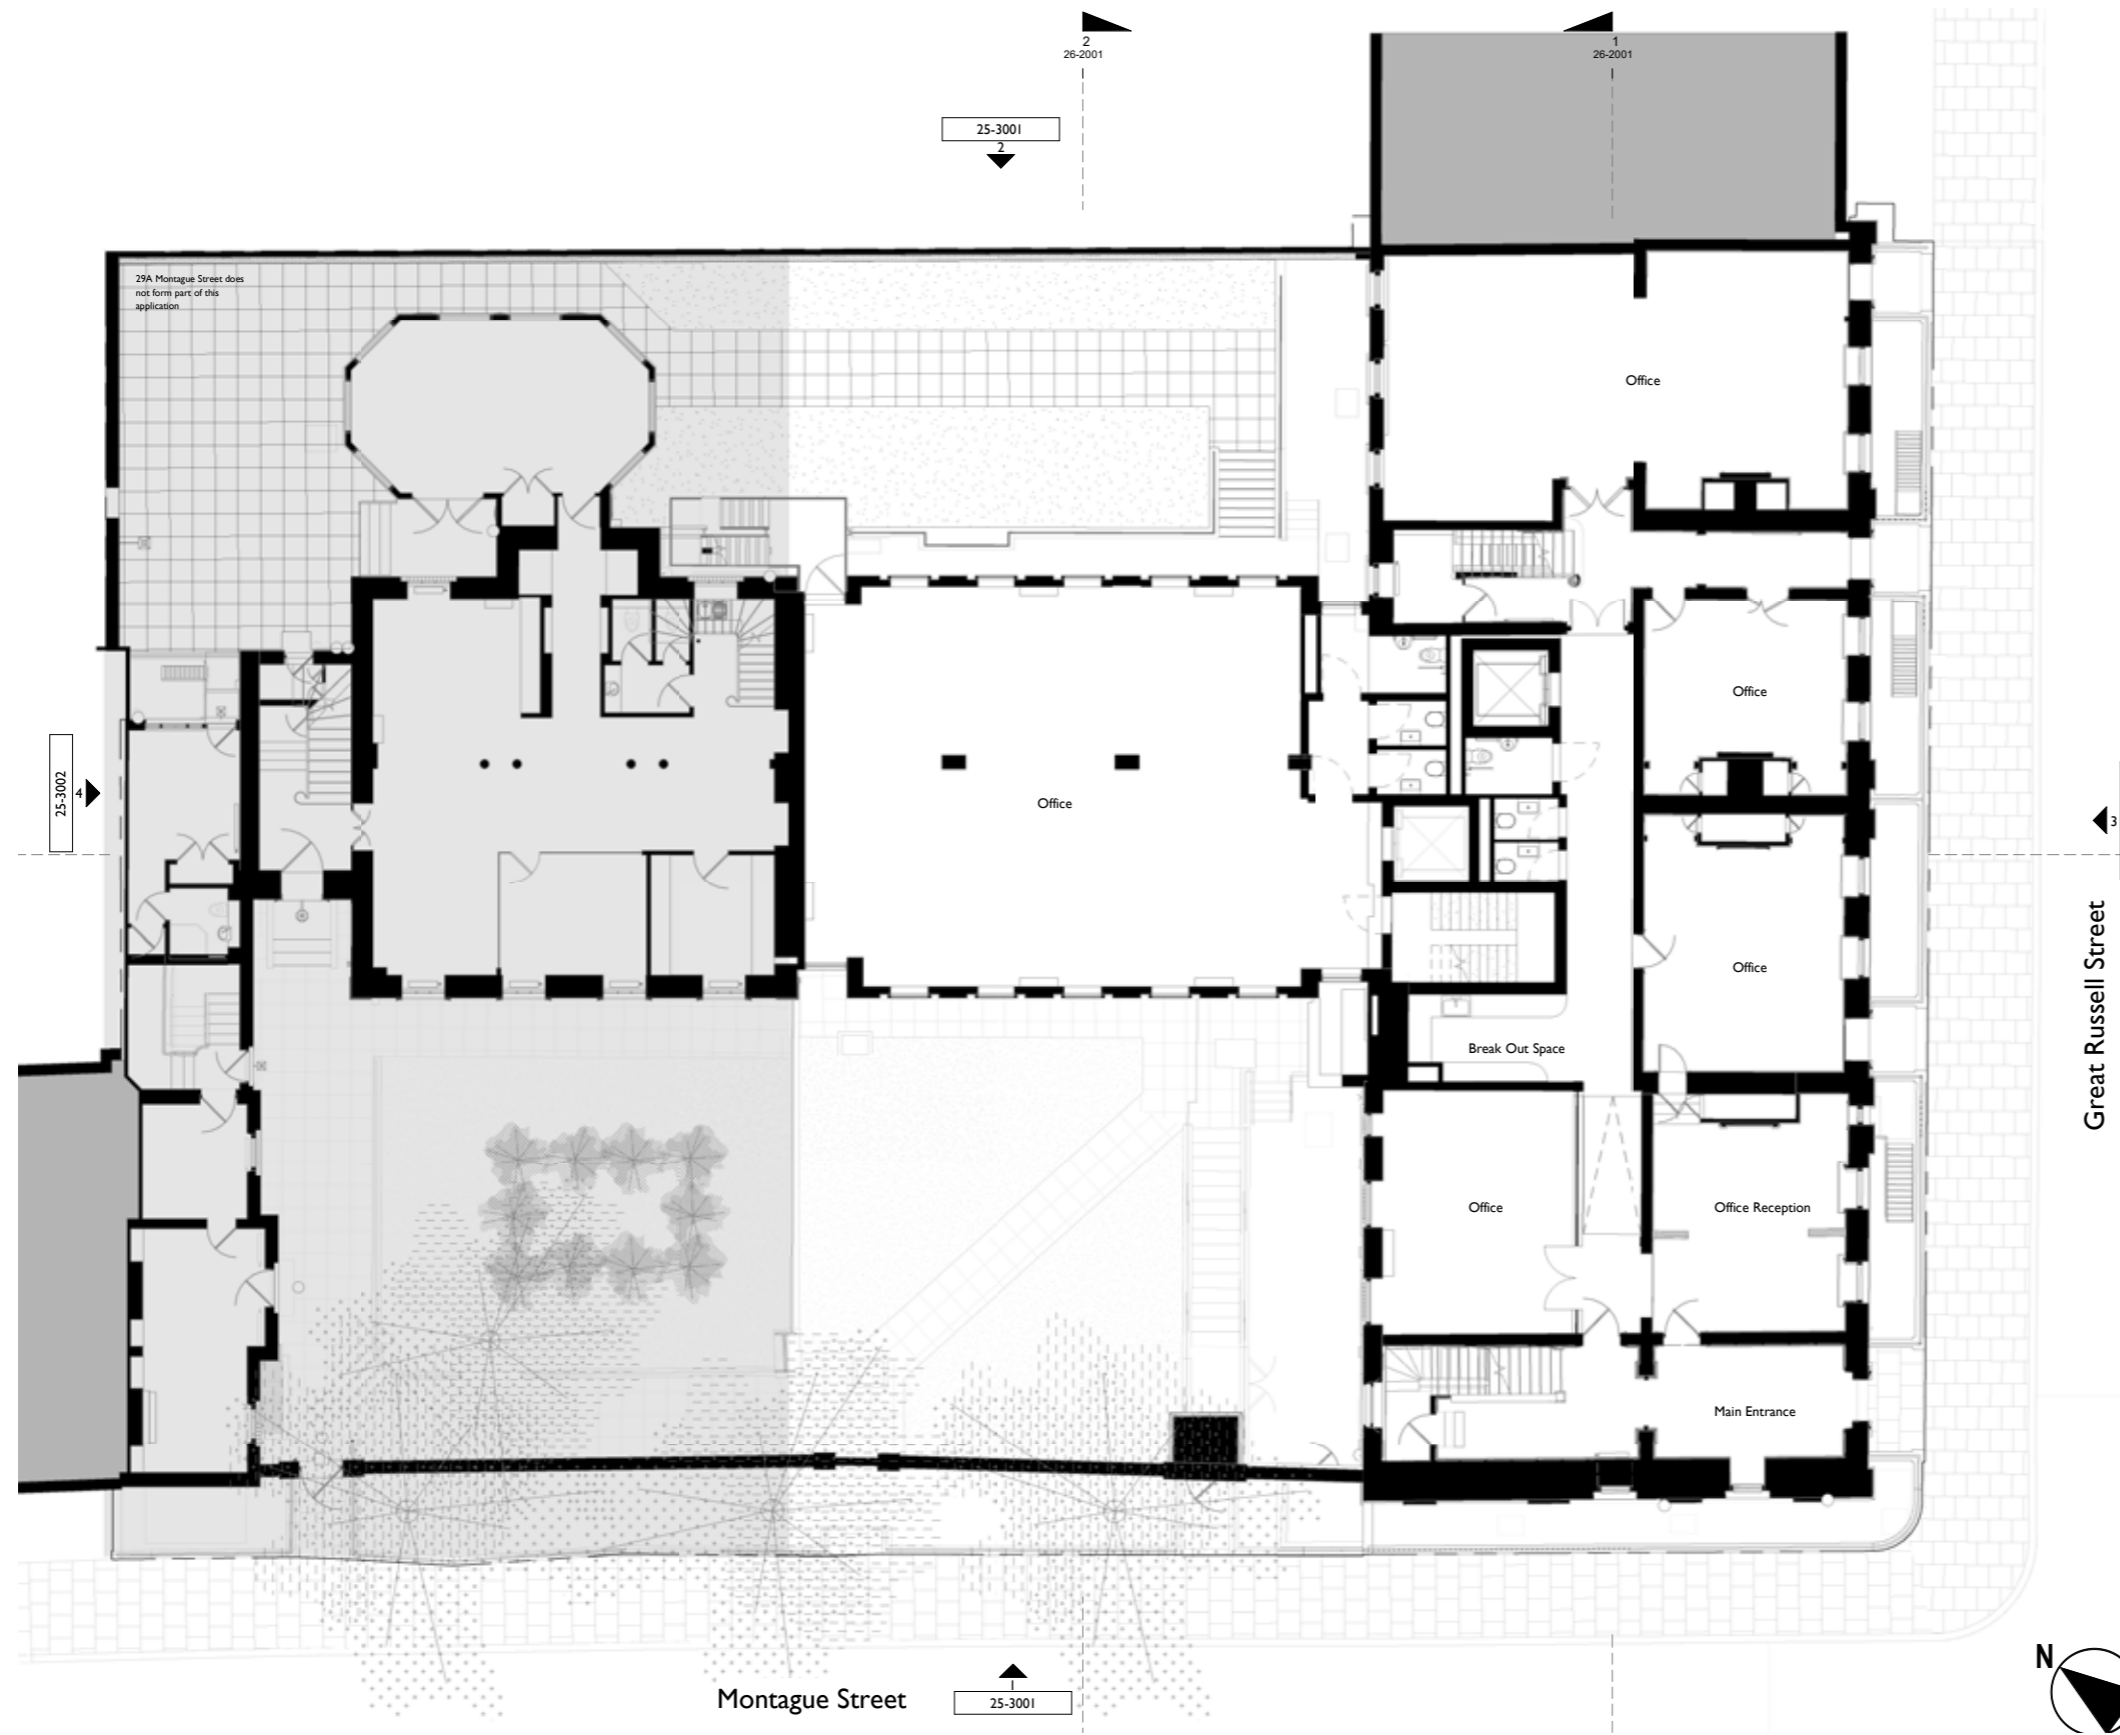 2
26-2001
1
26-2001
25-3001
2
29A Montague Street does
not form part of this
application
Office
Office
25-3002
4
Office
3
Office
Great Russell Street
Break Out Space
Office
Office Reception
Main Entrance
N
Montague Street
1
25-3001